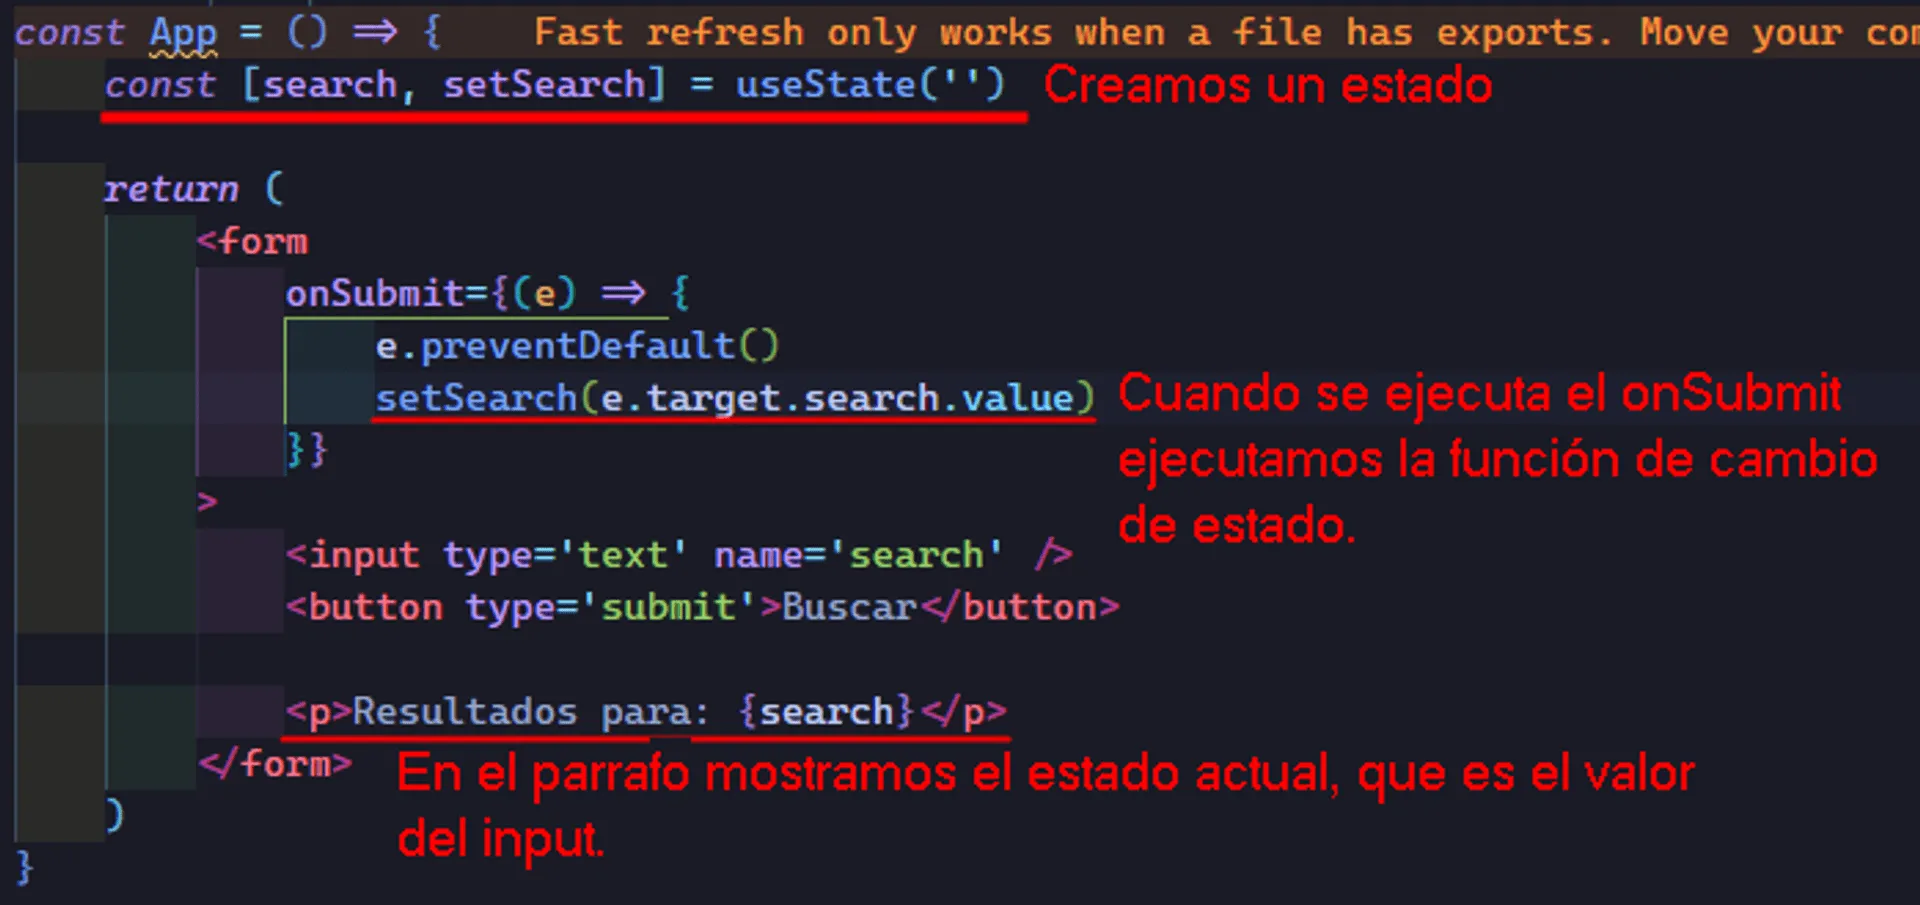 const App = () => {    Fast refresh only works when a file has exports. Move your
const [search, setSearch] = useState('') Creamos un estado
return (
<form
onSubmit={(e) => {
e.preventDefault()
setSearch(e.target.search.value) Cuando se ejecuta el onSubmit
}} ejecutamos la función de cambio
> de estado.
<input type='text' name='search' />
<button type='submit'>Buscar</button>
<p>Resultados para: {search}</p>
</form> En el parrafo mostramos el estado actual, que es el valor
) del input.
}